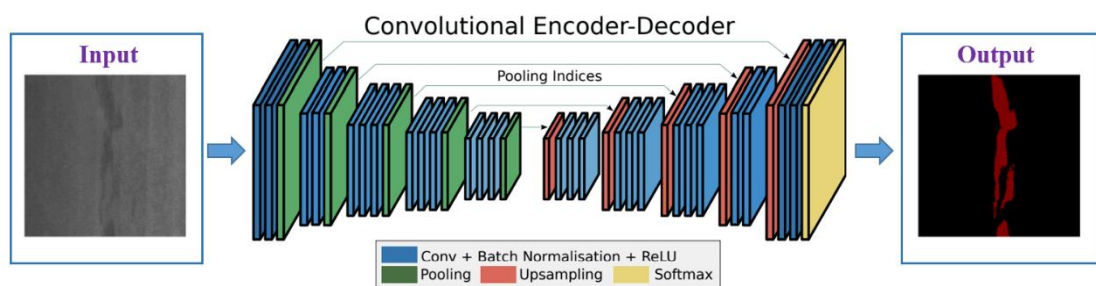 Convolutional Encoder-Decoder
Input
Output
Pooling Indices
Conv + Batch Normalisation + ReLU
Pooling
Upsampling
Softmax